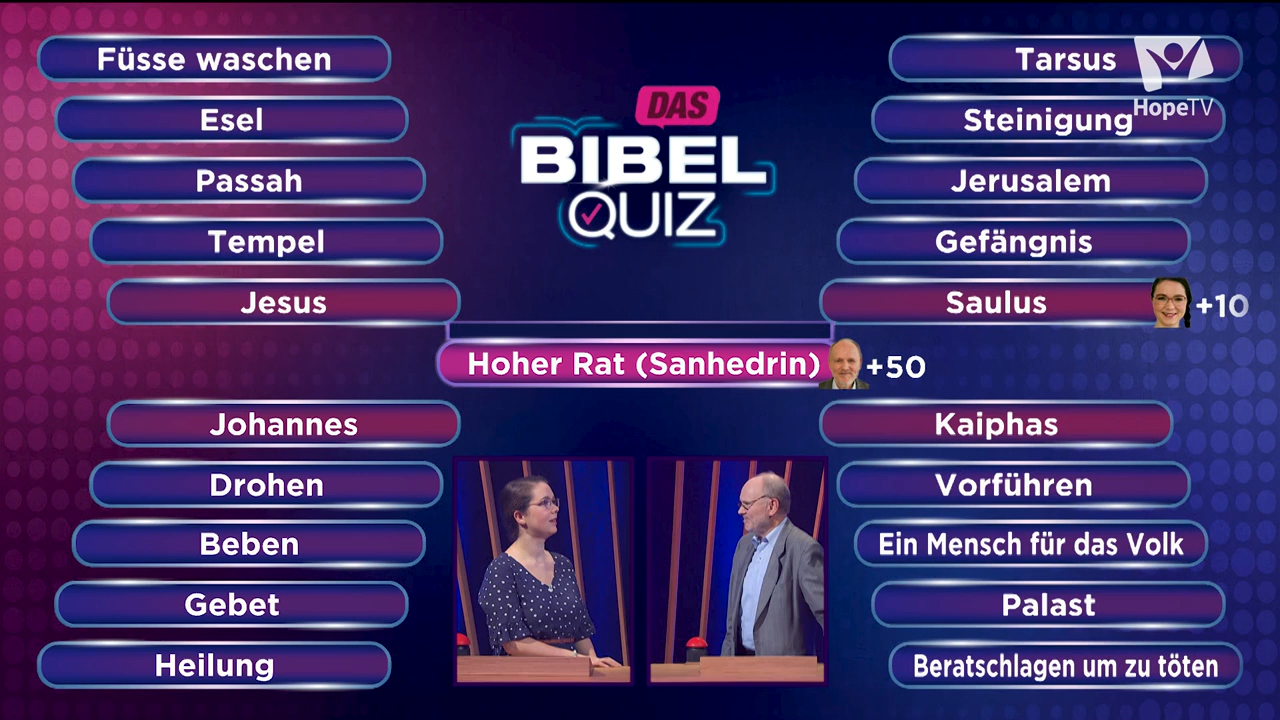 Füsse waschen
Esel
Passah
Tempel
Jesus
DAS
BIBEL
QUIZ
Tarsus
HopeTV
Steinigung
Jerusalem
Gefängnis
Saulus
+10
Hoher Rat (Sanhedrin)
+50
Johannes
Drohen
Beben
Gebet
Heilung
Kaiphas
Vorführen
Ein Mensch für das Volk
Palast
Beratschlagen um zu töten